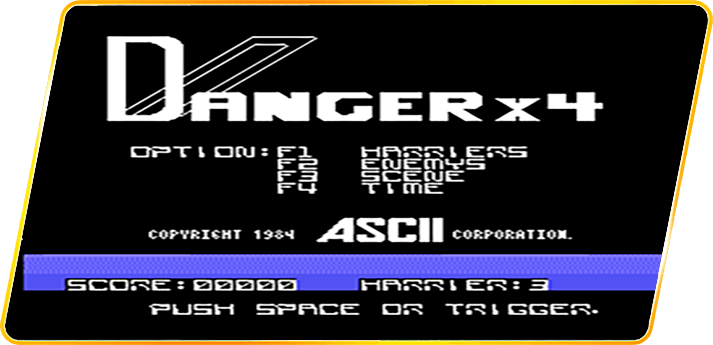 DANGER x4
OPTION: F1 HARRIERS
F2 ENEMYS
F3 SCENE
F4 TIME
COPYRIGHT 1984 ASCII CORPORATION.
SCORE:00000 HARRIER:3
PUSH SPACE OR TRIGGER.